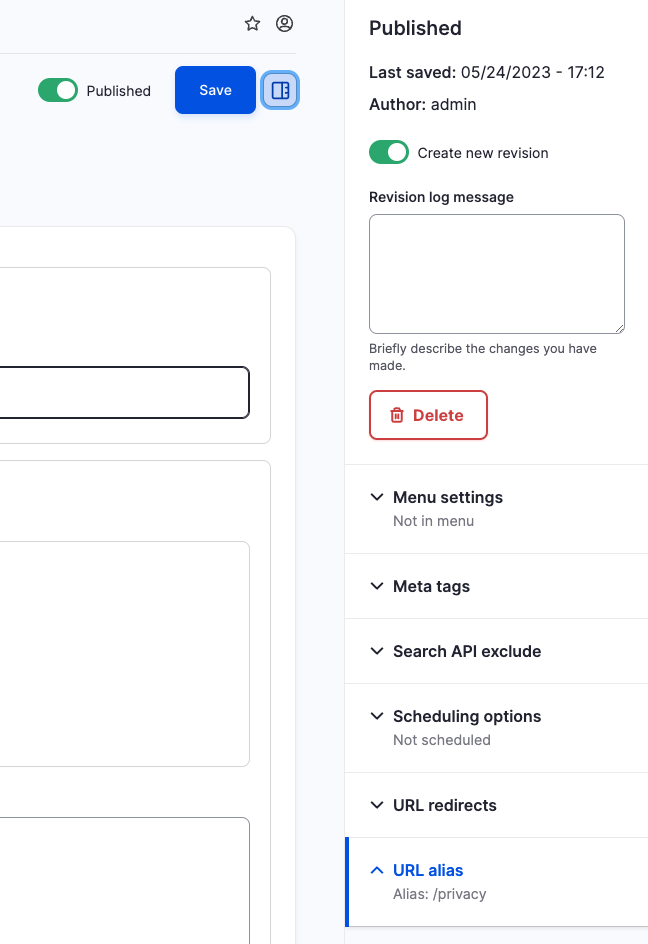 Published
Save
Published
Last saved: 05/24/2023 - 17:12
Author: admin
Create new revision
Revision log message
Briefly describe the changes you have
made.
Delete
Menu settings
Not in menu
Meta tags
Search API exclude
Scheduling options
Not scheduled
URL redirects
URL alias
Alias: /privacy